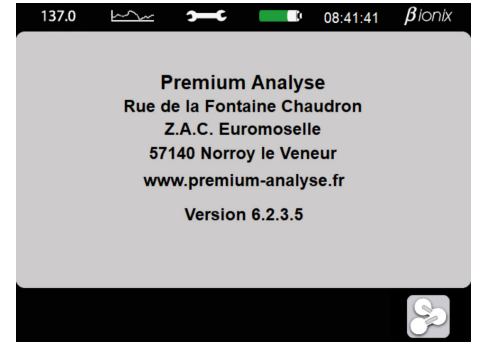 137.0 08:41:41 βionix
Premium Analyse
Rue de la Fontaine Chaudron
Z.A.C. Euromoselle
57140 Norroy le Veneur
www.premium-analyse.fr
Version 6.2.3.5